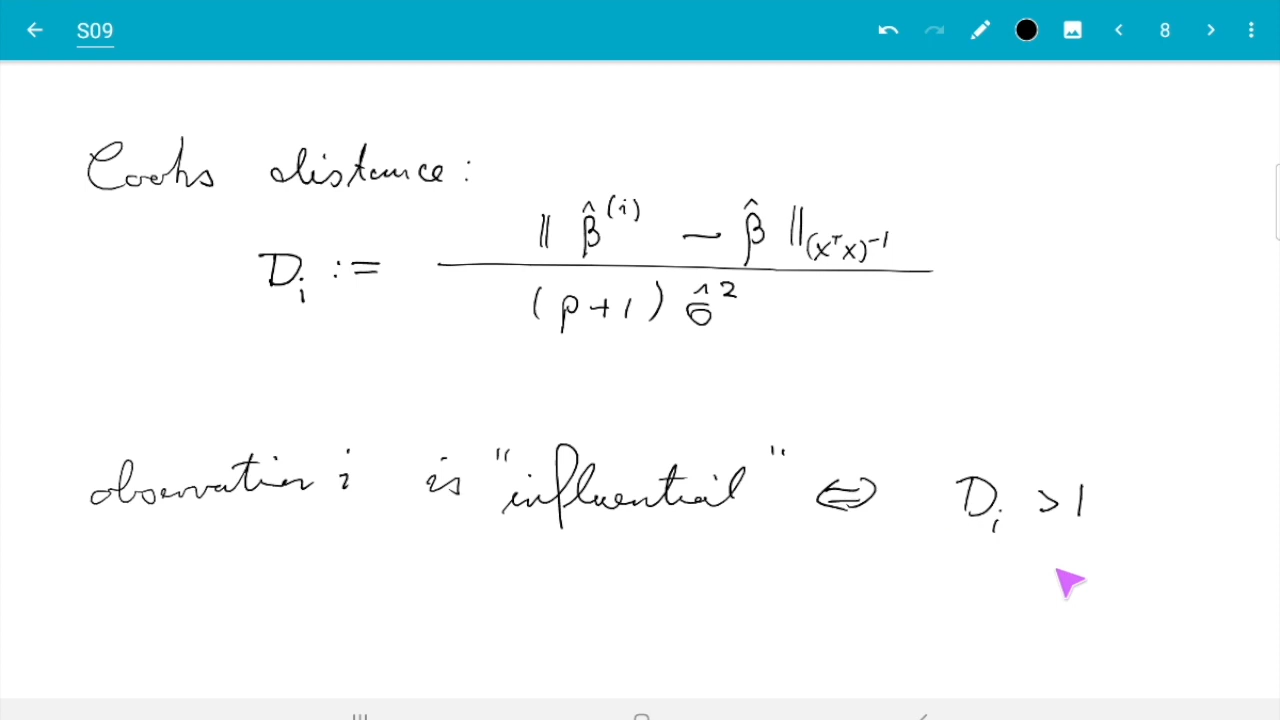 S09
8
Cooks distance:
D_i := ‖ β̂^(i) − β̂ ‖_(XᵀX)⁻¹ / (p+1) σ̂²
observation i is "influential" ⇔ D_i > 1